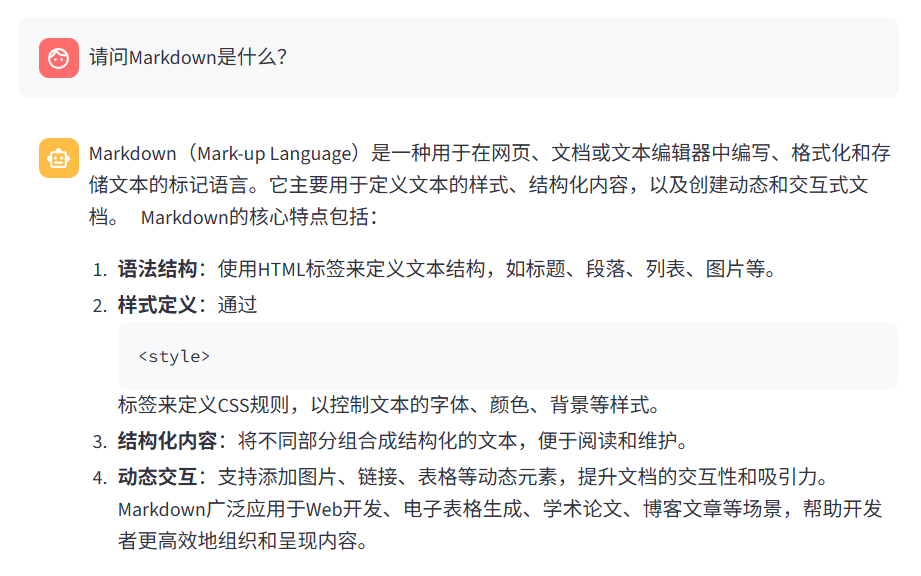 请问Markdown是什么？
Markdown（Mark-up Language）是一种用于在网页、文档或文本编辑器中编写、格式化和存
储文本的标记语言。它主要用于定义文本的样式、结构化内容，以及创建动态和交互式文
档。 Markdown的核心特点包括：
1. 语法结构：使用HTML标签来定义文本结构，如标题、段落、列表、图片等。
2. 样式定义：通过
<style>
标签来定义CSS规则，以控制文本的字体、颜色、背景等样式。
3. 结构化内容：将不同部分组合成结构化的文本，便于阅读和维护。
4. 动态交互：支持添加图片、链接、表格等动态元素，提升文档的交互性和吸引力。
Markdown广泛应用于Web开发、电子表格生成、学术论文、博客文章等场景，帮助开发
者更高效地组织和呈现内容。